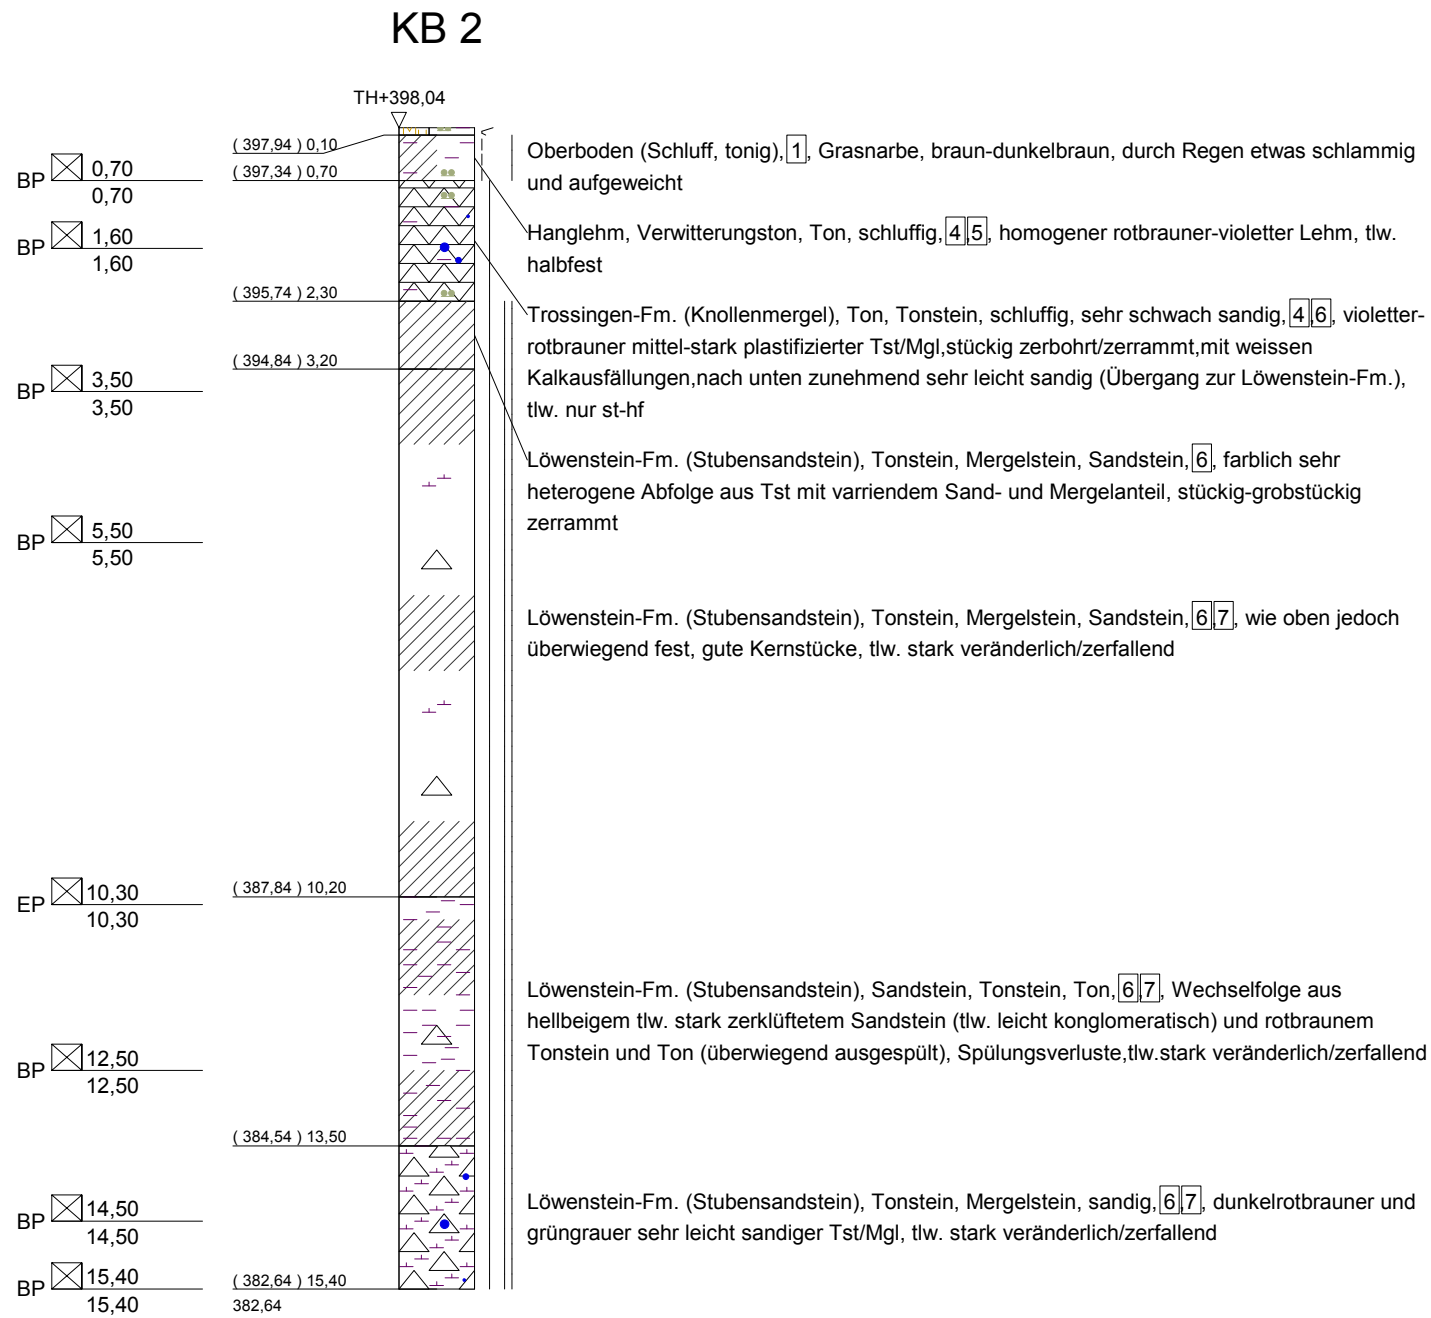 KB 2
TH+398,04
( 397,94 ) 0,10
BP 0,70
0,70
( 397,34 ) 0,70
Oberboden (Schluff, tonig), 1, Grasnarbe, braun-dunkelbraun, durch Regen etwas schlammig
und aufgeweicht
BP 1,60
1,60
Hanglehm, Verwitterungston, Ton, schluffig, 4,5, homogener rotbrauner-violetter Lehm, tlw.
halbfest
( 395,74 ) 2,30
Trossingen-Fm. (Knollenmergel), Ton, Tonstein, schluffig, sehr schwach sandig, 4,6, violetter-
rotbrauner mittel-stark plastifizierter Tst/Mgl,stückig zerbohrt/zerrammt,mit weissen
Kalkausfällungen,nach unten zunehmend sehr leicht sandig (Übergang zur Löwenstein-Fm.),
tlw. nur st-hf
( 394,84 ) 3,20
BP 3,50
3,50
Löwenstein-Fm. (Stubensandstein), Tonstein, Mergelstein, Sandstein, 6, farblich sehr
heterogene Abfolge aus Tst mit varriendem Sand- und Mergelanteil, stückig-grobstückig
zerrammt
BP 5,50
5,50
Löwenstein-Fm. (Stubensandstein), Tonstein, Mergelstein, Sandstein, 6,7, wie oben jedoch
überwiegend fest, gute Kernstücke, tlw. stark veränderlich/zerfallend
EP 10,30
10,30
( 387,84 ) 10,20
Löwenstein-Fm. (Stubensandstein), Sandstein, Tonstein, Ton, 6,7, Wechselfolge aus
hellbeigem tlw. stark zerklüftetem Sandstein (tlw. leicht konglomeratisch) und rotbraunem
Tonstein und Ton (überwiegend ausgespült), Spülungsverluste,tlw.stark veränderlich/zerfallend
BP 12,50
12,50
( 384,54 ) 13,50
BP 14,50
14,50
Löwenstein-Fm. (Stubensandstein), Tonstein, Mergelstein, sandig, 6,7, dunkelrotbrauner und
grüngrauer sehr leicht sandiger Tst/Mgl, tlw. stark veränderlich/zerfallend
BP 15,40
15,40
( 382,64 ) 15,40
382,64